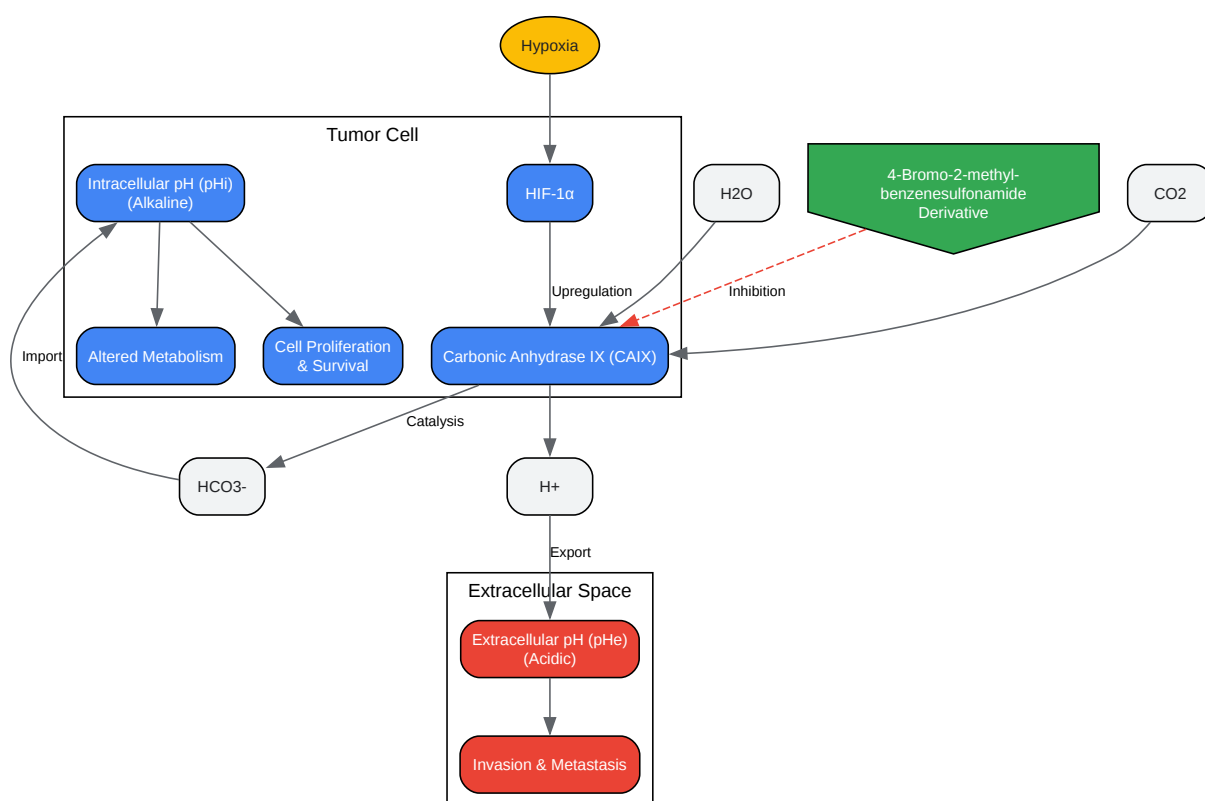 Hypoxia
Tumor Cell
Intracellular pH (pHi)
(Alkaline)
HIF-1α
H2O
4-Bromo-2-methyl-
benzenesulfonamide
Derivative
CO2
Upregulation
Inhibition
Import
Altered Metabolism
Cell Proliferation
& Survival
Carbonic Anhydrase IX (CAIX)
Catalysis
HCO3-
H+
Export
Extracellular Space
Extracellular pH (pHe)
(Acidic)
Invasion & Metastasis